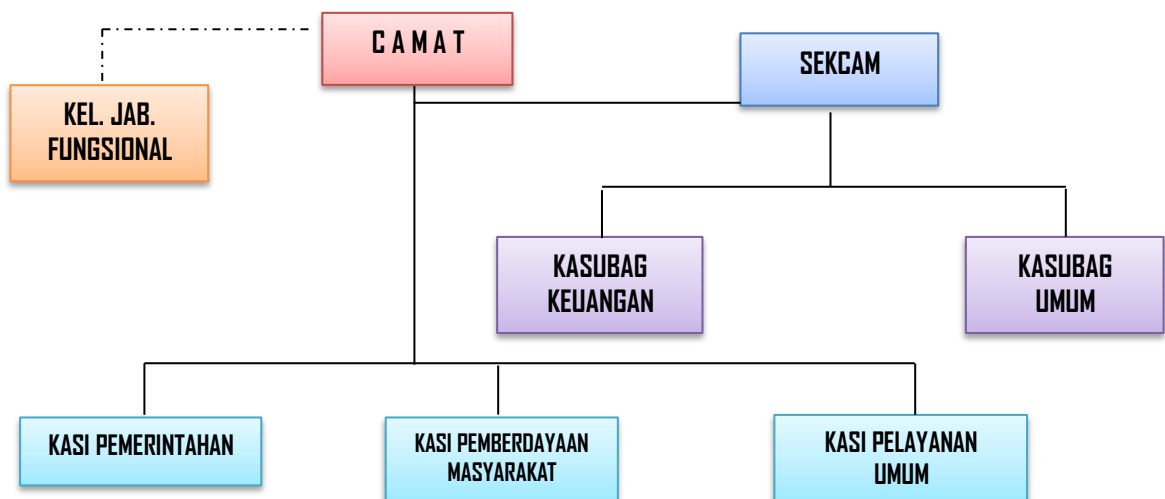 C A M A T
SEKCAM
KEL. JAB.
FUNGSIONAL
KASUBAG
KEUANGAN
KASUBAG
UMUM
KASI PEMERINTAHAN
KASI PEMBERDAYAAN
MASYARAKAT
KASI PELAYANAN
UMUM